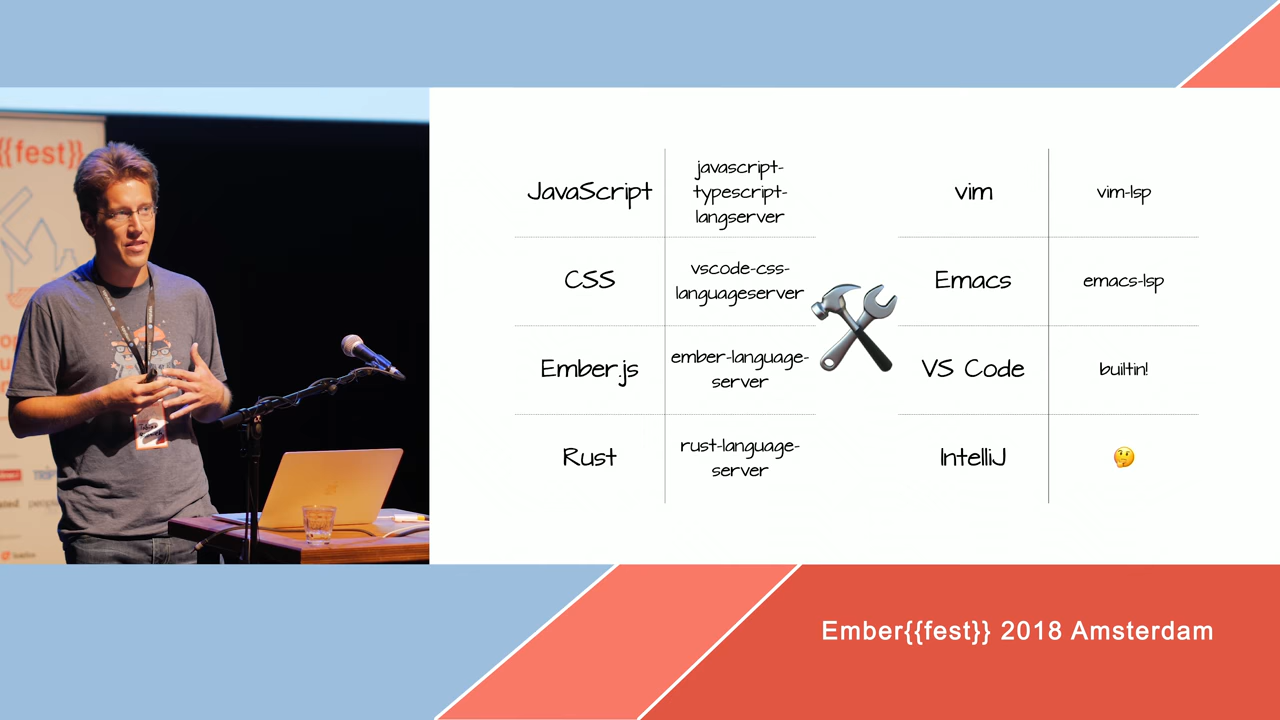 {{fest}}
JavaScript
javascript-
typescript-
langserver
vim
vim-lsp
CSS
vscode-css-
languageserver
Emacs
emacs-lsp
Ember.js
ember-language-
server
VS Code
builtin!
Rust
rust-language-
server
IntelliJ
Ember{{fest}} 2018 Amsterdam